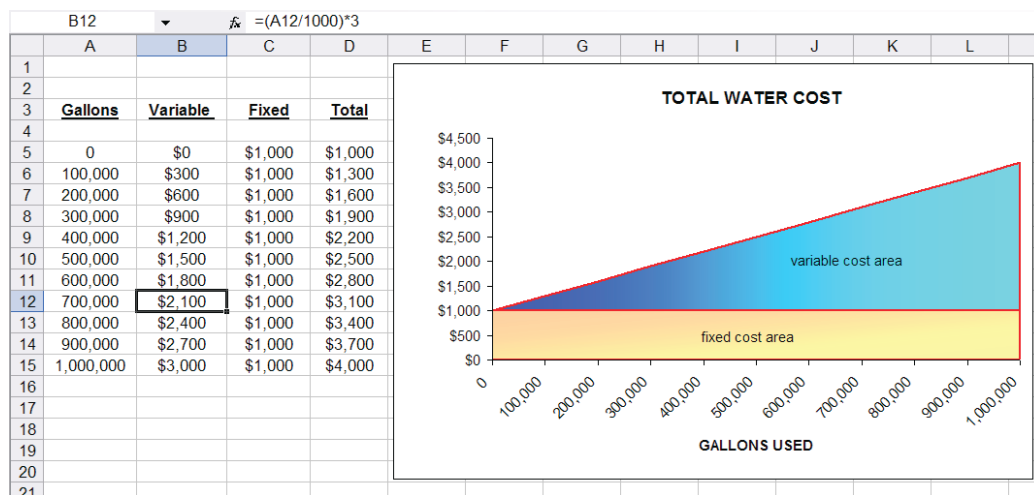 B12 fx =(A12/1000)*3
A B C D E F G H I J K L
1
2
3 Gallons Variable Fixed Total
4
5 0 $0 $1,000 $1,000
6 100,000 $300 $1,000 $1,300
7 200,000 $600 $1,000 $1,600
8 300,000 $900 $1,000 $1,900
9 400,000 $1,200 $1,000 $2,200
10 500,000 $1,500 $1,000 $2,500
11 600,000 $1,800 $1,000 $2,800
12 700,000 $2,100 $1,000 $3,100
13 800,000 $2,400 $1,000 $3,400
14 900,000 $2,700 $1,000 $3,700
15 1,000,000 $3,000 $1,000 $4,000
16
17
18
19
20
21
TOTAL WATER COST
$4,500
$4,000
$3,500
$3,000
$2,500
$2,000
$1,500
$1,000
$500
$0
variable cost area
fixed cost area
0 100,000 200,000 300,000 400,000 500,000 600,000 700,000 800,000 900,000 1,000,000
GALLONS USED